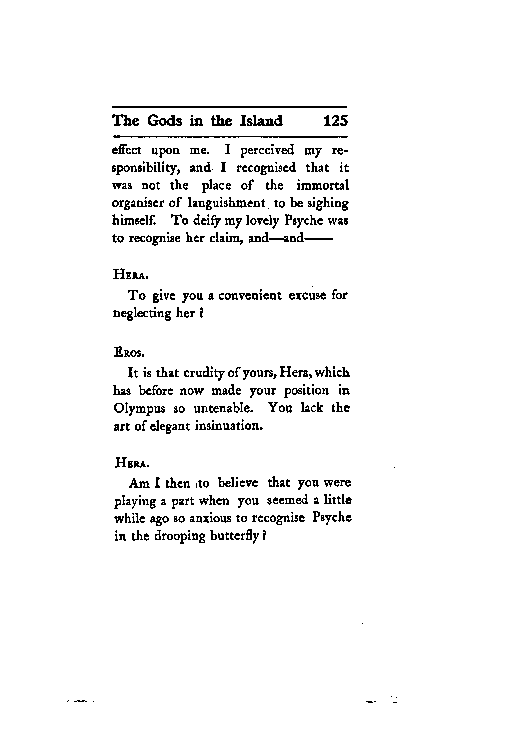 The Gods in the Island 125
effect upon me. I perceived my re-
sponsibility, and I recognised that it
was not the place of the immortal
organiser of languishment to be sighing
himself. To deify my lovely Psyche was
to recognise her claim, and—and——
HERA.
To give you a convenient excuse for
neglecting her?
EROS.
It is that crudity of yours, Hera, which
has before now made your position in
Olympus so untenable. You lack the
art of elegant insinuation.
HERA.
Am I then to believe that you were
playing a part when you seemed a little
while ago so anxious to recognise Psyche
in the drooping butterfly?